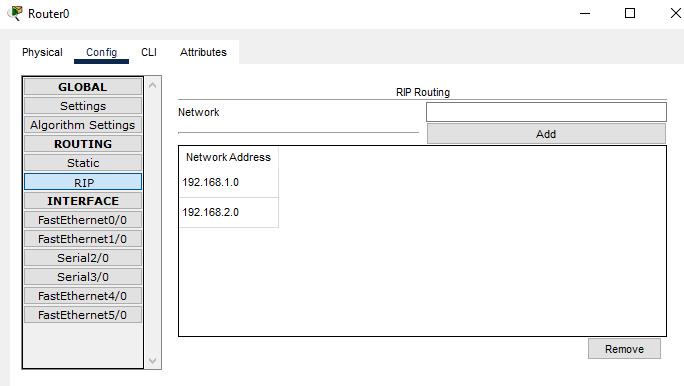 Router0
Physical Config CLI Attributes
GLOBAL
Settings
Algorithm Settings
ROUTING
Static
RIP
INTERFACE
FastEthernet0/0
FastEthernet1/0
Serial2/0
Serial3/0
FastEthernet4/0
FastEthernet5/0
RIP Routing
Network
Add
Network Address
192.168.1.0
192.168.2.0
Remove